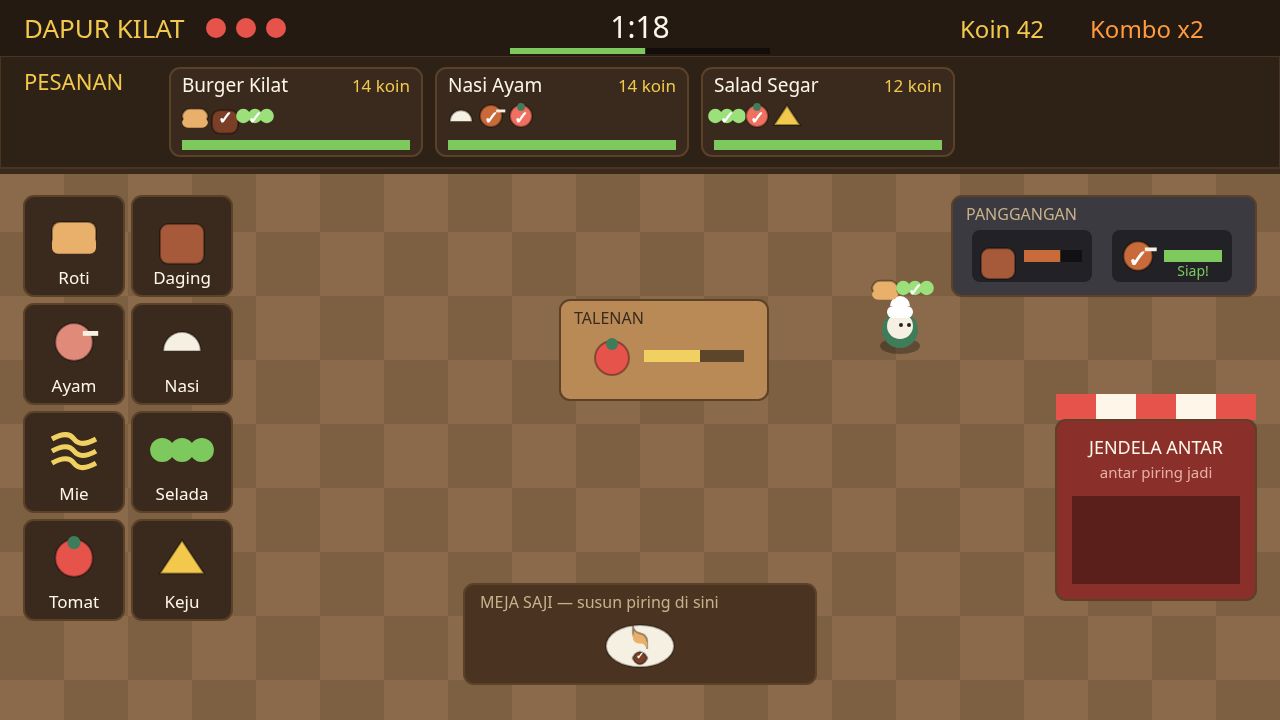 DAPUR KILAT
1:18
Koin 42
Kombo x2
PESANAN
Burger Kilat
14 koin
Nasi Ayam
14 koin
Salad Segar
12 koin
Roti
Daging
Ayam
Nasi
Mie
Selada
Tomat
Keju
TALENAN
PANGGANGAN
Siap!
JENDELA ANTAR
antar piring jadi
MEJA SAJI — susun piring di sini